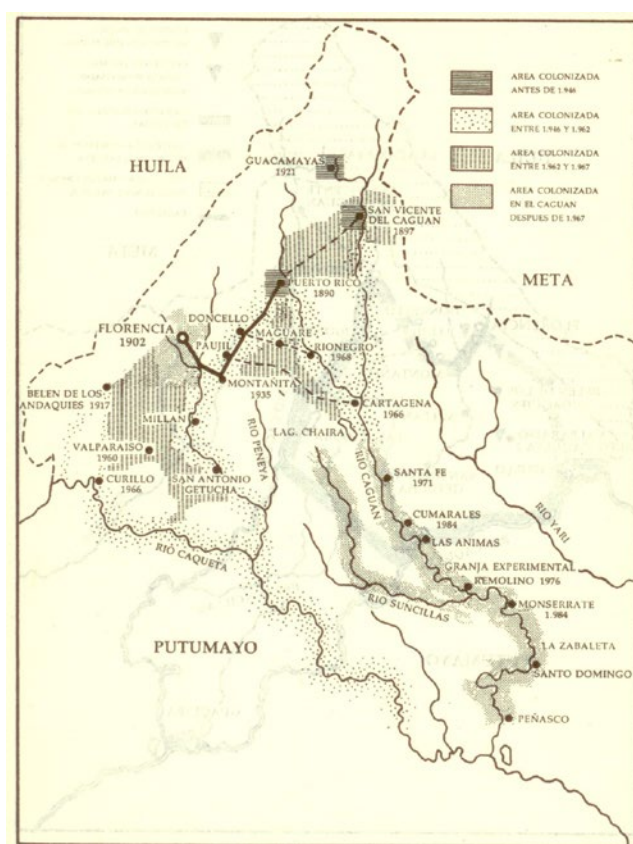 AREA COLONIZADA
ANTES DE 1.946
AREA COLONIZADA
ENTRE 1.946 Y 1.962
AREA COLONIZADA
ENTRE 1.962 Y 1.967
AREA COLONIZADA
EN EL CAGUAN
DESPUES DE 1.967
HUILA
GUACAMAYAS
1921
SAN VICENTE
DEL CAGUAN
1897
META
PUERTO RICO
1890
DONCELLO
FLORENCIA
1902
MAGUARE
PAUJIL
RIONEGRO
1968
MONTAÑITA
1935
BELEN DE LOS
ANDAQUIES 1917
CARTAGENA
1966
MILLAN
LAG. CHAIRA
RIO PENEYA
VALPARAISO
1960
RIO CAGUAN
SAN ANTONIO
GETUCHA
CURILLO
1966
SANTA FE
1971
RIO YARI
CUMARALES
1984
LAS ANIMAS
RIO CAQUETA
GRANJA EXPERIMENTAL
REMOLINO 1976
RIO SUNCILLAS
MONSERRATE
1.984
PUTUMAYO
LA ZABALETA
SANTO DOMINGO
PEÑASCO